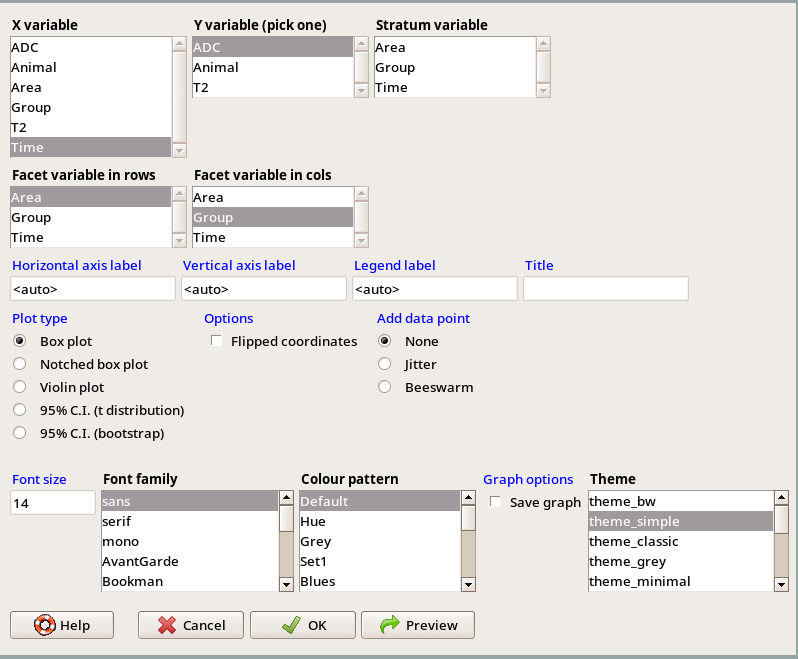 X variable Y variable (pick one) Stratum variable
ADC ADC Area
Animal Animal Group
Area T2 Time
Group
T2
Time
Facet variable in rows Facet variable in cols
Area Area
Group Group
Time Time
Horizontal axis label Vertical axis label Legend label Title
<auto> <auto> <auto>
Plot type Options Add data point
Box plot Flipped coordinates None
Notched box plot Jitter
Violin plot Beeswarm
95% C.I. (t distribution)
95% C.I. (bootstrap)
Font size Font family Colour pattern Graph options Theme
14 sans Default Save graph theme_bw
serif Hue theme_simple
mono Grey theme_classic
AvantGarde Set1 theme_grey
Bookman Blues theme_minimal
Help Cancel OK Preview